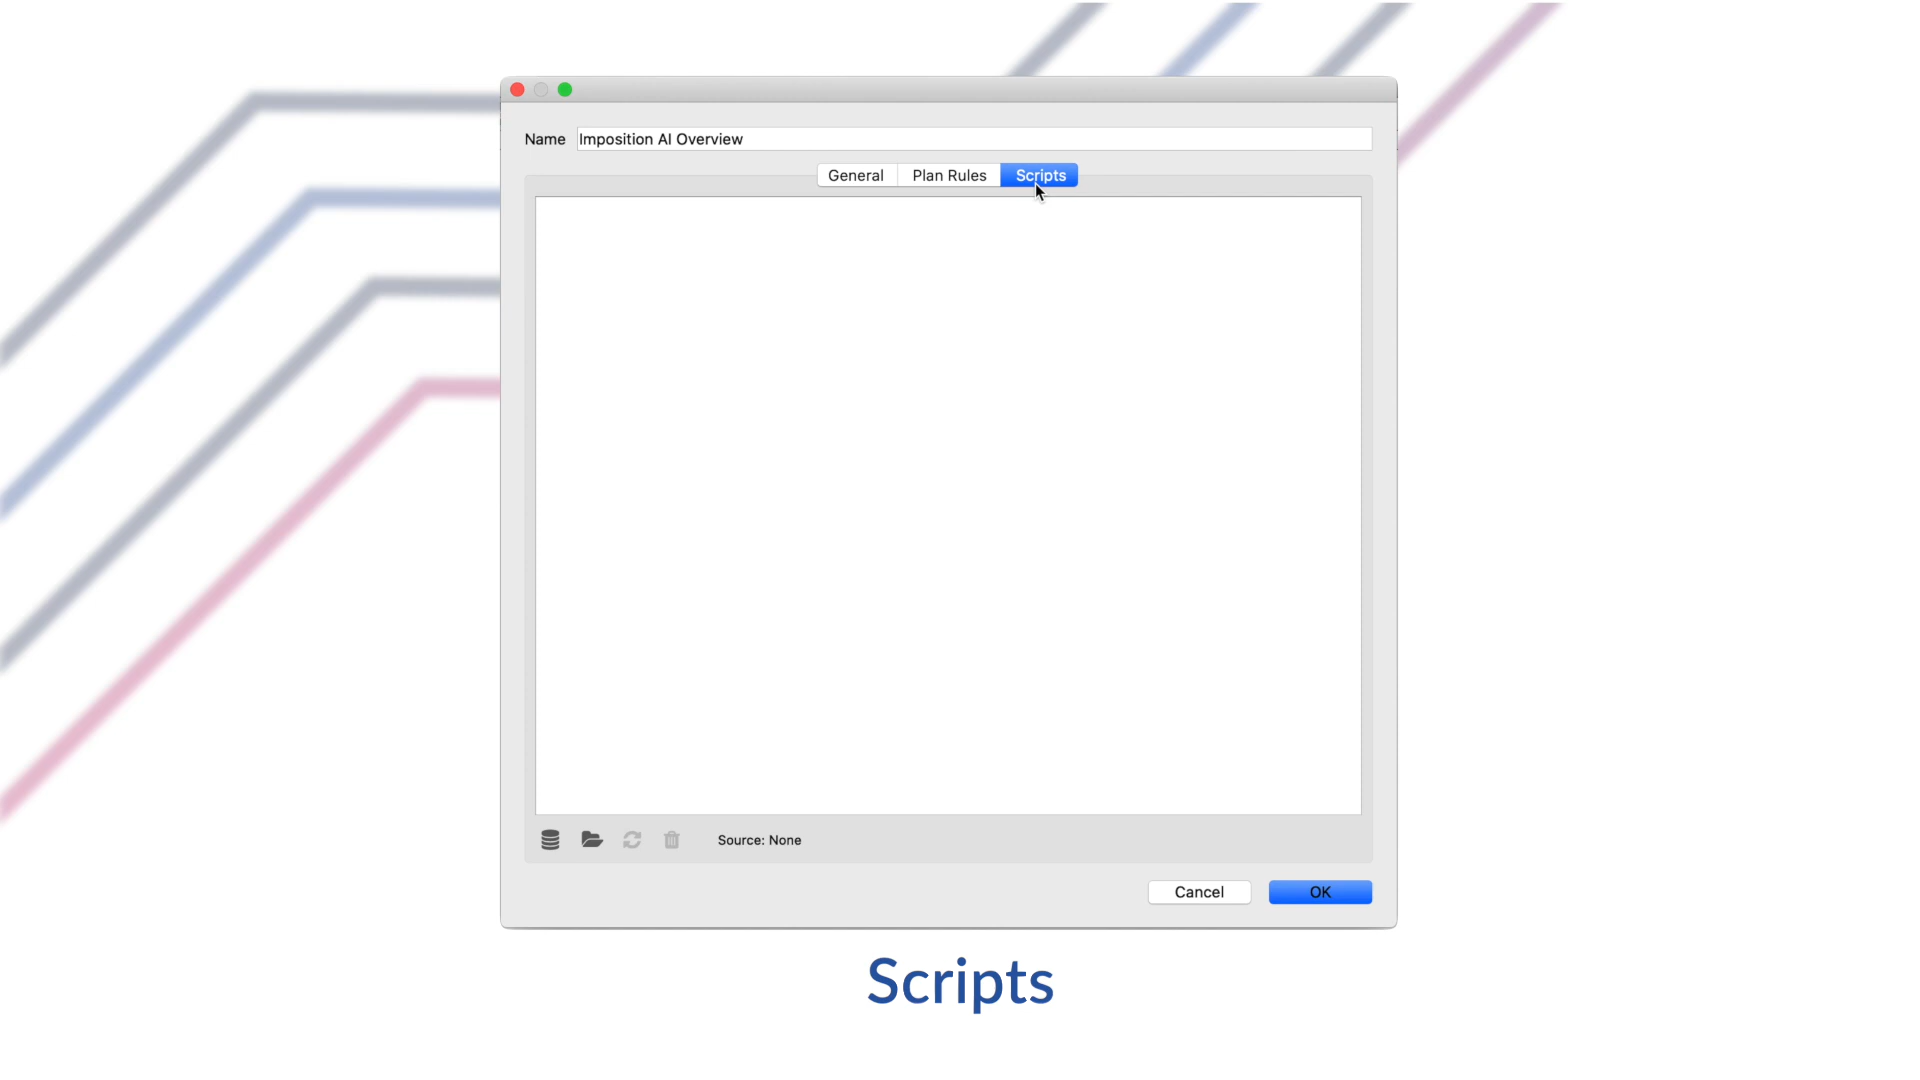 Name Imposition AI Overview
General Plan Rules Scripts
Source: None
Cancel OK
Scripts